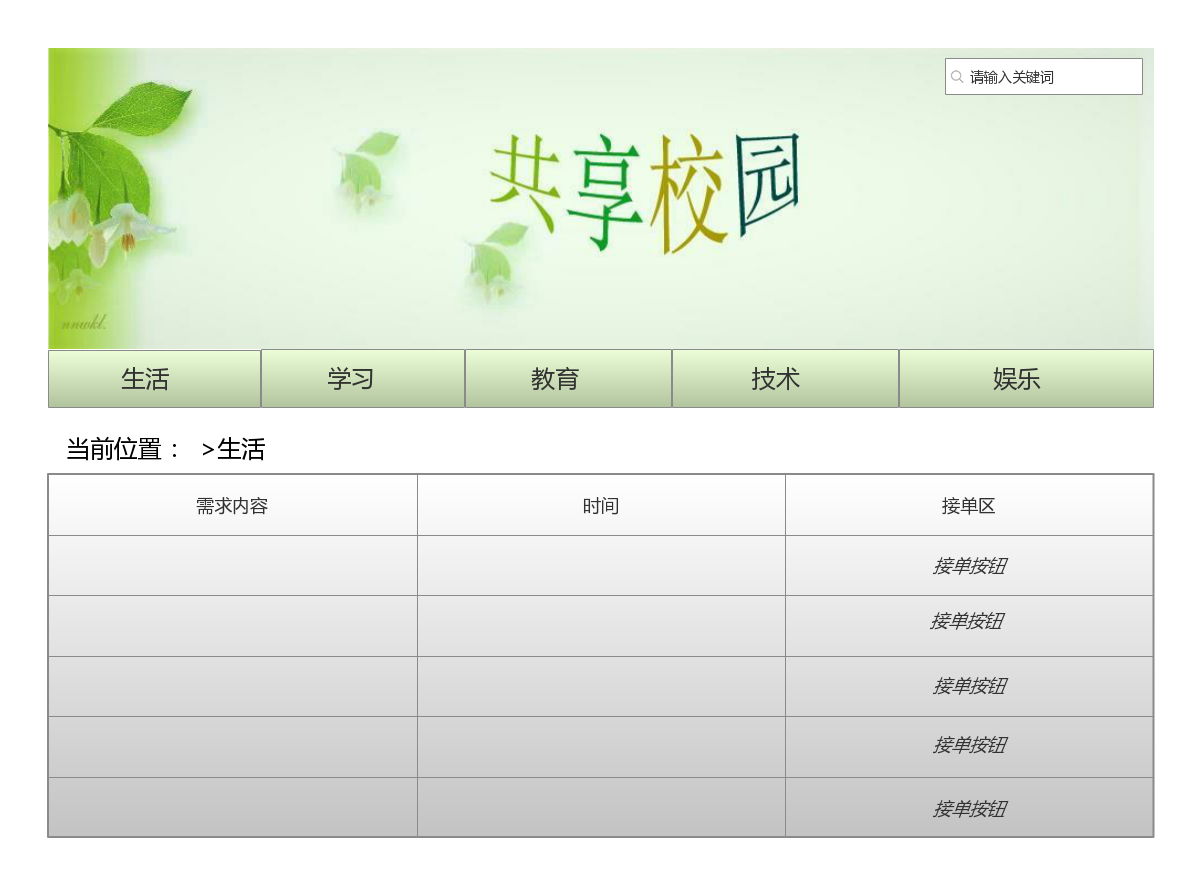 请输入关键词
共享校园
nnwkl.
生活 学习 教育 技术 娱乐
当前位置： >生活
需求内容 时间 接单区
接单按钮
接单按钮
接单按钮
接单按钮
接单按钮